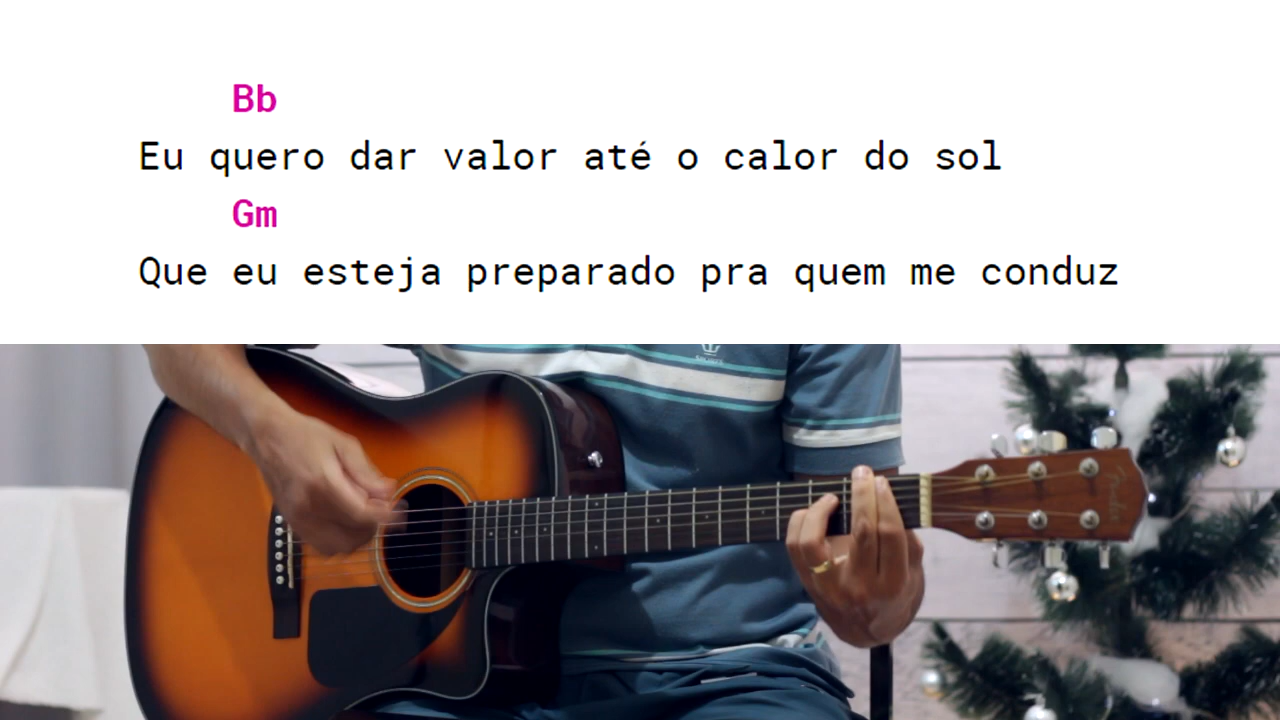 Bb
Eu quero dar valor até o calor do sol
Gm
Que eu esteja preparado pra quem me conduz